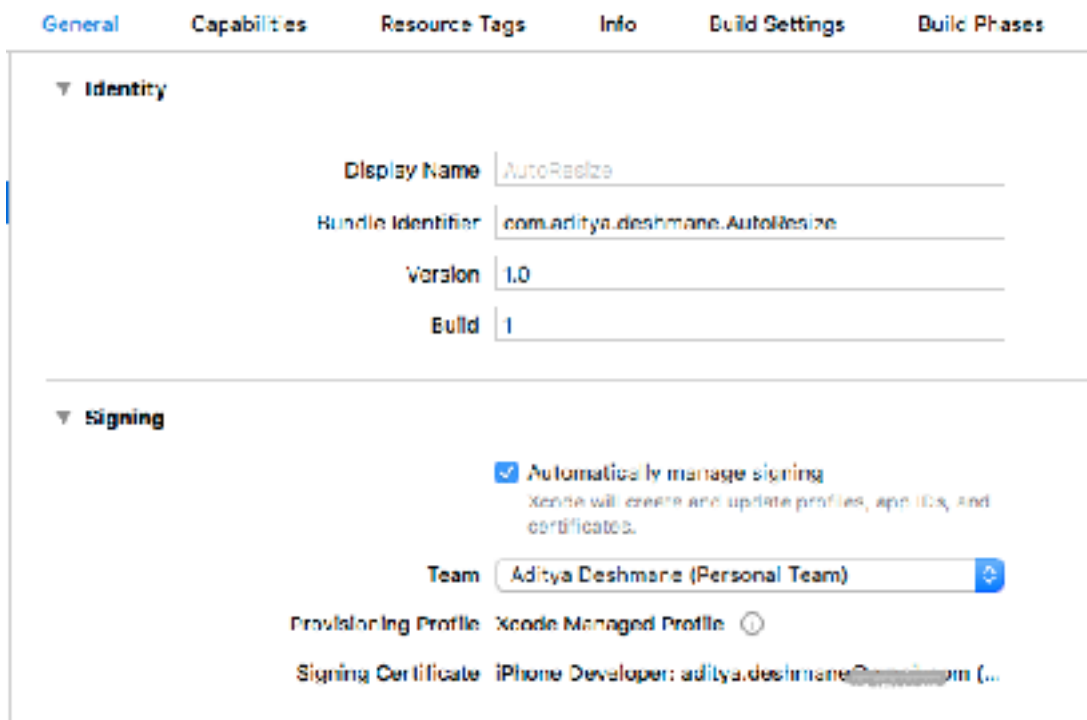 General Capabilities Resource Tags Info Build Settings Build Phases
Identity
Display Name AutoResize
Bundle Identifier com.aditya.deshmane.AutoResize
Version 1.0
Build 1
Signing
Automatically manage signing
Xcode will create and update profiles, app IDs, and
certificates.
Team Aditya Deshmane (Personal Team)
Provisioning Profile Xcode Managed Profile
Signing Certificate iPhone Developer: aditya.deshmane om (...